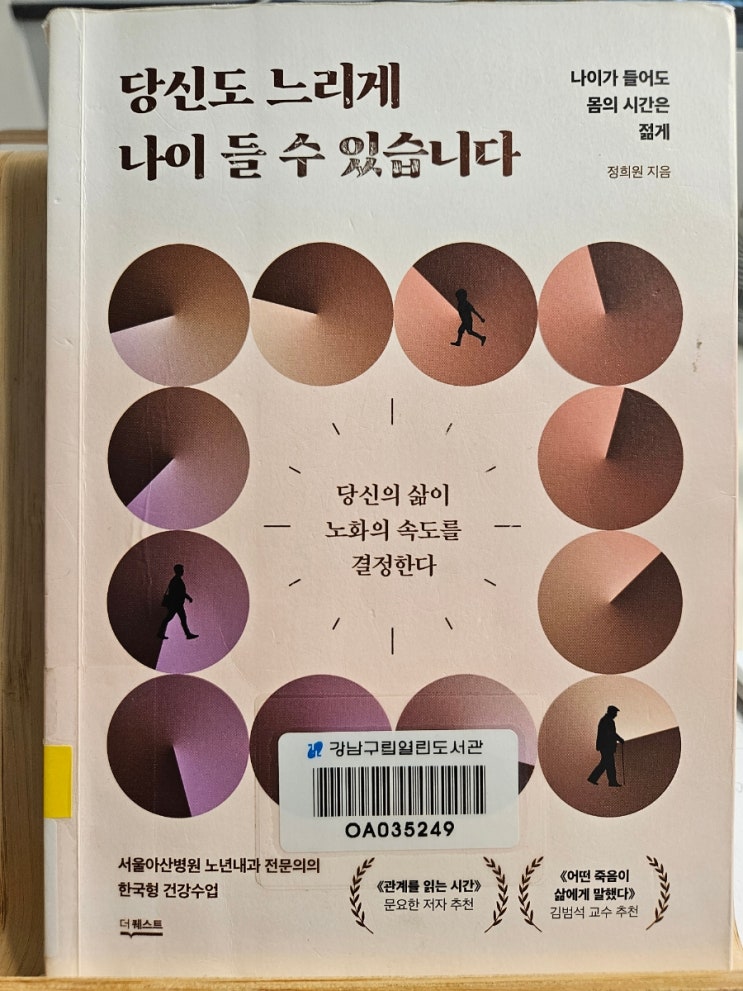 당신도 느리게
나이 들 수 있습니다
나이가 들어도
몸의 시간은
젊게
정희원 지음
당신의 삶이
노화의 속도를
결정한다
강남구립열린도서관
OA035249
서울아산병원 노년내과 전문의의
한국형 건강수업
더퀘스트
《관계를 읽는 시간》
문요한 저자 추천
《어떤 죽음이
삶에게 말했다》
김범석 교수 추천